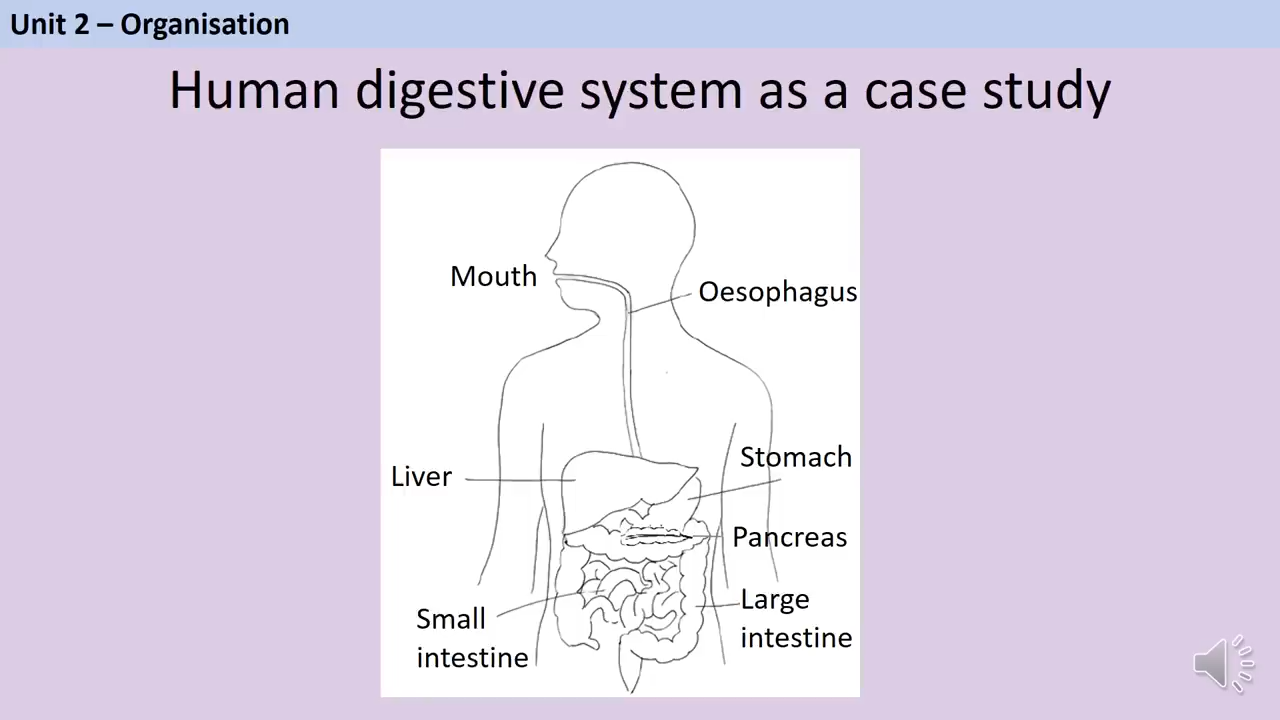 Unit 2 – Organisation
Human digestive system as a case study
Mouth
Oesophagus
Liver
Stomach
Pancreas
Small
intestine
Large
intestine